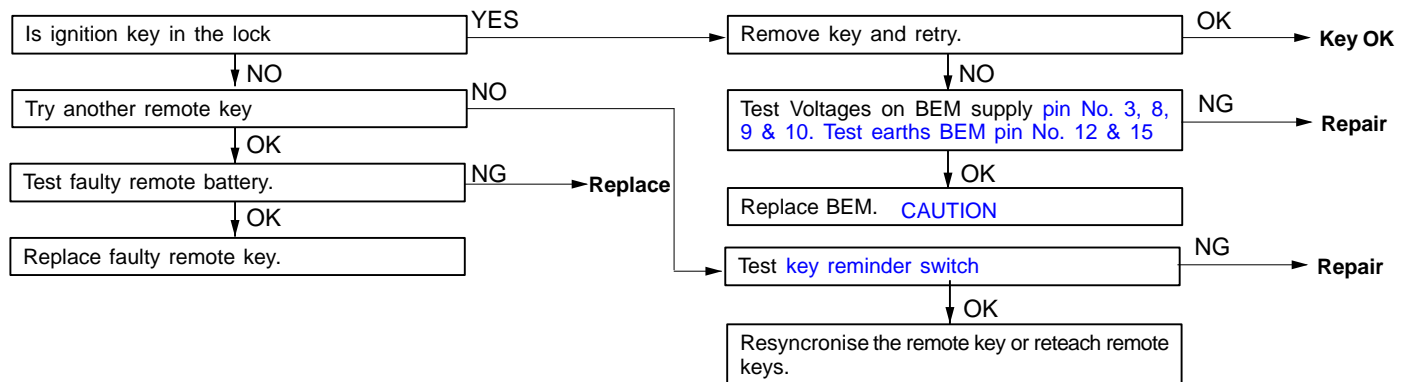 Is ignition key in the lock
YES
Remove key and retry.
OK
Key OK
NO
NO
Try another remote key
NO
Test Voltages on BEM supply pin No. 3, 8,
9 & 10. Test earths BEM pin No. 12 & 15
NG
Repair
OK
Test faulty remote battery.
NG
Replace
OK
Replace BEM. CAUTION
OK
Replace faulty remote key.
Test key reminder switch
NG
Repair
OK
Resyncronise the remote key or reteach remote
keys.